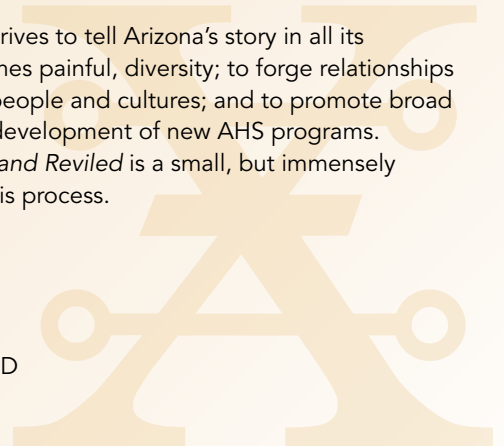 rives to tell Arizona’s story in all its
nes painful, diversity; to forge relationships
people and cultures; and to promote broad
development of new AHS programs.
and Reviled is a small, but immensely
is process.
D